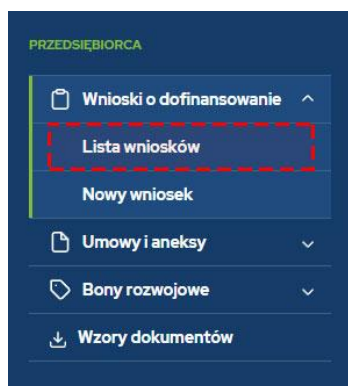 PRZEDSIĘBIORCA
Wnioski o dofinansowanie
Lista wniosków
Nowy wniosek
Umowy i aneksy
Bony rozwojowe
Wzory dokumentów